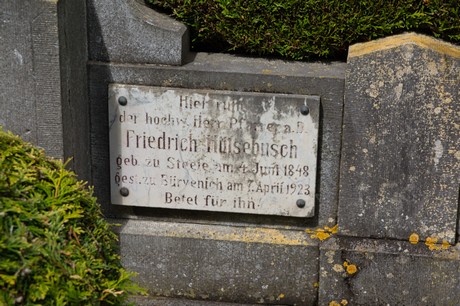 Hier ruht
der hochw. Herr Pfarrer a.D.
Friedrich Hülsebusch
geb. zu Steele am 4. Juni 1848
gest. zu Bürvenich am 7. April 1923
Betet für ihn!